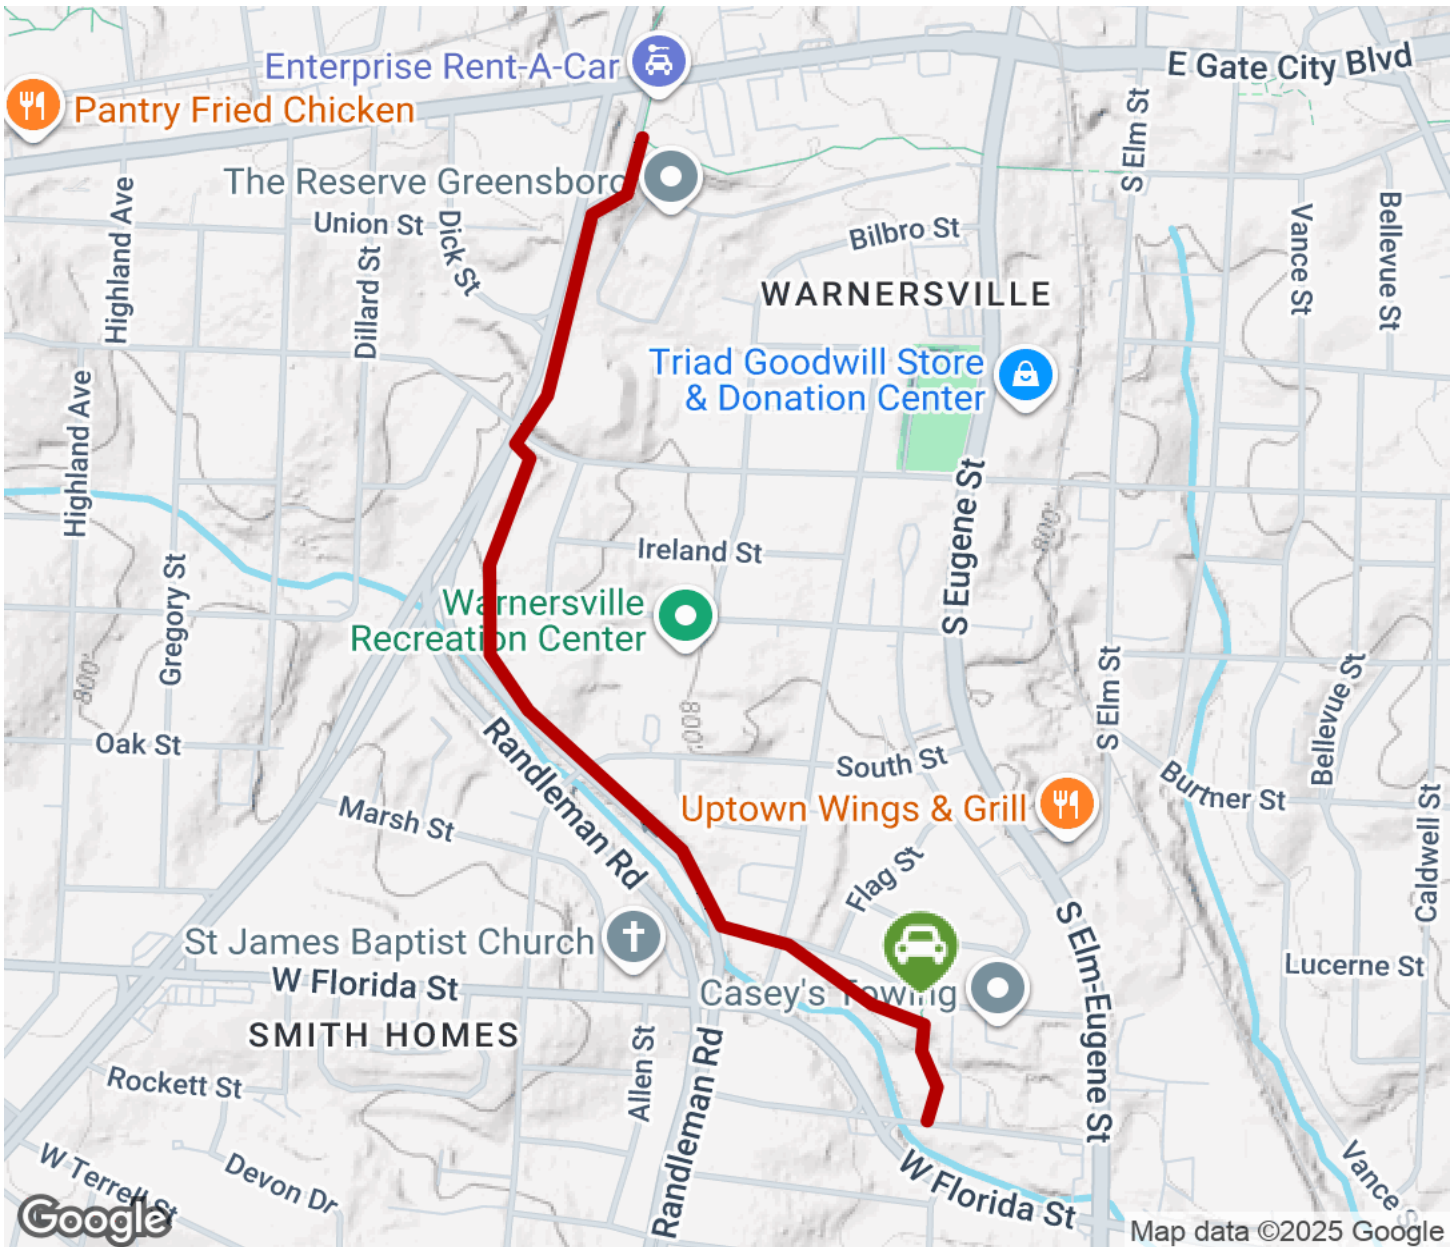 Enterprise Rent-A-Car
E Gate City Blvd
Pantry Fried Chicken
S Elm St
The Reserve Greensboro
Highland Ave
Union St
Dick St
Bilbro St
Vance St
Bellevue St
Dillard St
WARNERSVILLE
Triad Goodwill Store
& Donation Center
Highland Ave
S Eugene St
800'
Ireland St
Gregory St
Warnersville
Recreation Center
800'
800'
S Elm St
Bellevue St
Oak St
Randleman Rd
South St
Burtner St
Marsh St
Uptown Wings & Grill
Caldwell St
Flag St
St James Baptist Church
S Elm-Eugene St
Lucerne St
W Florida St
Casey's Towing
SMITH HOMES
Rockett St
Allen St
Randleman Rd
W Terrell St
Devon Dr
W Florida St
Vance S
Google
Map data ©2025 Google